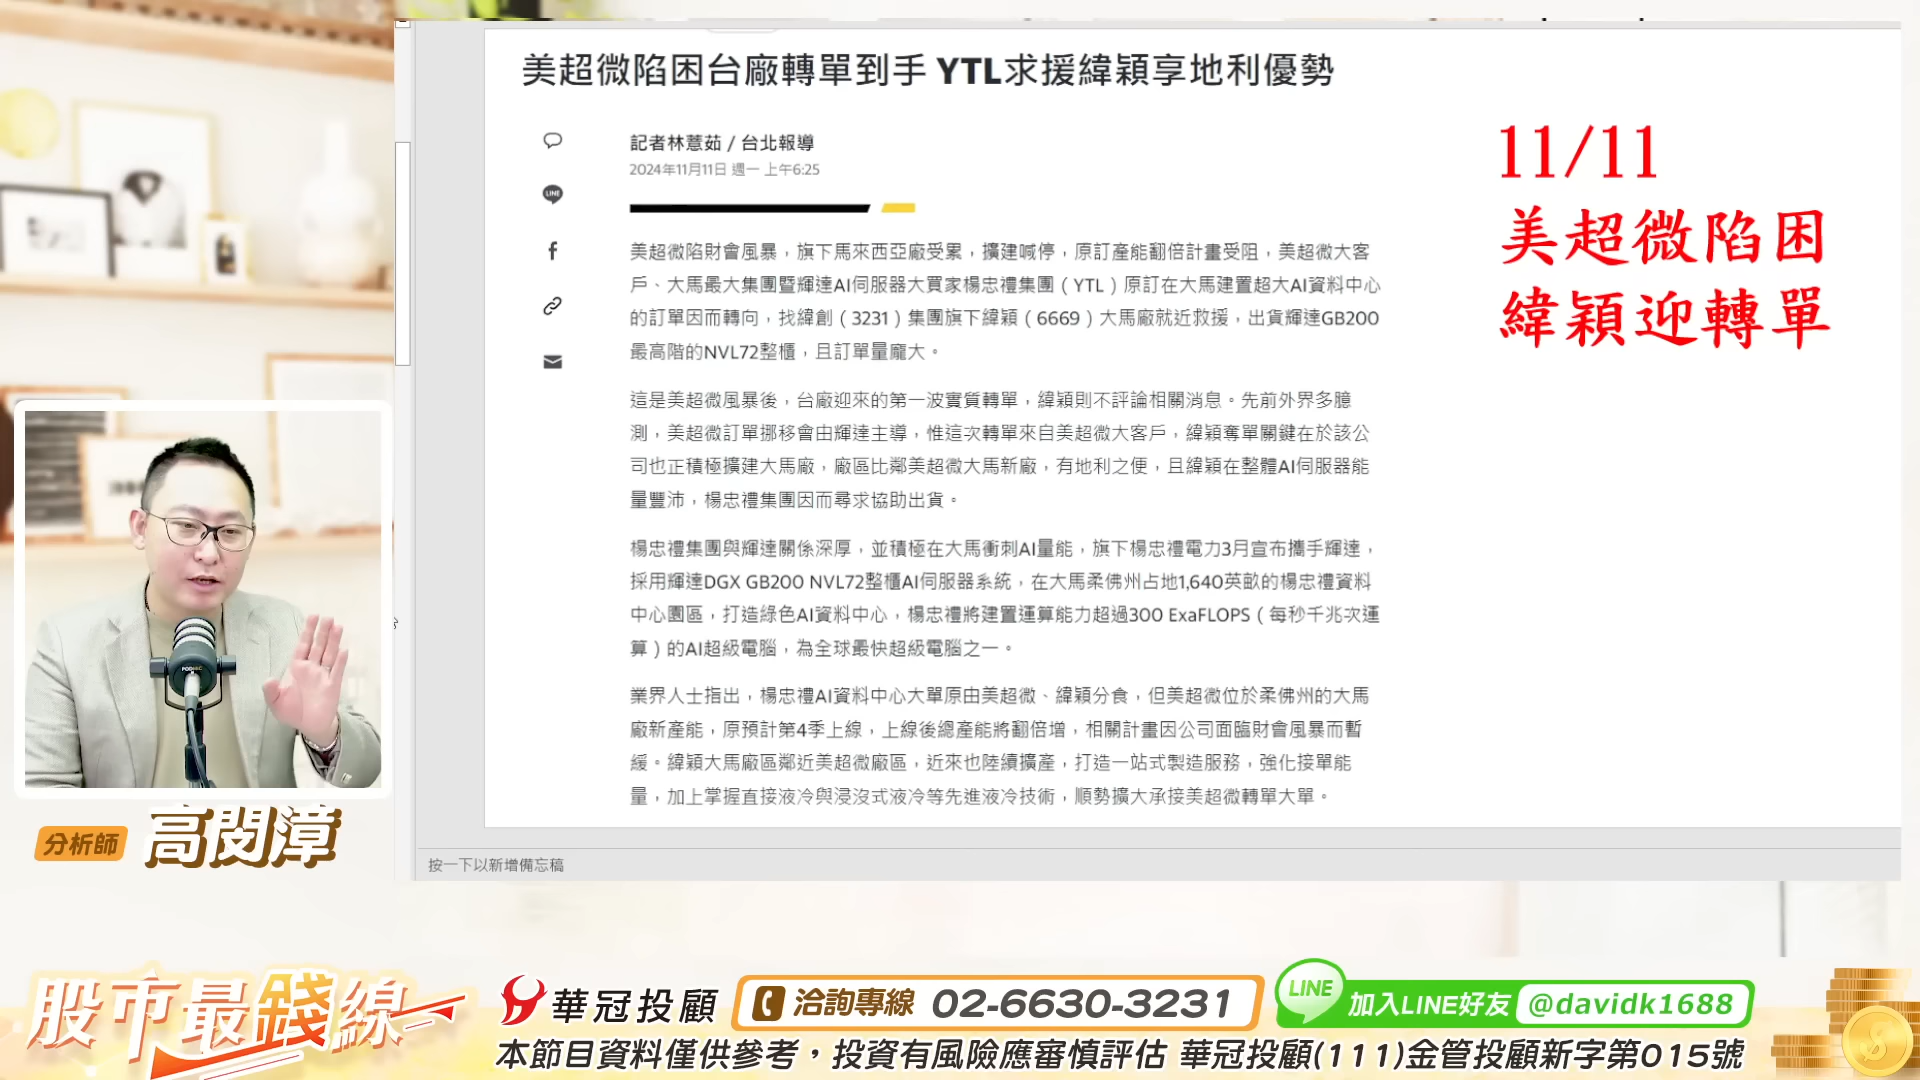 美超微陷困台廠轉單到手 YTL求援緯穎享地利優勢
記者林薏茹 / 台北報導
2024年11月11日 週一 上午6:25
LINE
美超微陷財會風暴，旗下馬來西亞廠受累，擴建喊停，原訂產能翻倍計畫受阻，美超微大客
戶、大馬最大集團暨輝達AI伺服器大買家楊忠禮集團（YTL）原訂在大馬建置超大AI資料中心
的訂單因而轉向，找緯創（3231）集團旗下緯穎（6669）大馬廠就近救援，出貨輝達GB200
最高階的NVL72整櫃，且訂單量龐大。
這是美超微風暴後，台廠迎來的第一波實質轉單，緯穎則不評論相關消息。先前外界多臆
測，美超微訂單挪移會由輝達主導，惟這次轉單來自美超微大客戶，緯穎奪單關鍵在於該公
司也正積極擴建大馬廠，廠區比鄰美超微大馬新廠，有地利之便，且緯穎在整體AI伺服器能
量豐沛，楊忠禮集團因而尋求協助出貨。
楊忠禮集團與輝達關係深厚，並積極在大馬衝刺AI量能，旗下楊忠禮電力3月宣布攜手輝達，
採用輝達DGX GB200 NVL72整櫃AI伺服器系統，在大馬柔佛州占地1,640英畝的楊忠禮資料
中心園區，打造綠色AI資料中心，楊忠禮將建置運算能力超過300 ExaFLOPS（每秒千兆次運
算）的AI超級電腦，為全球最快超級電腦之一。
業界人士指出，楊忠禮AI資料中心大單原由美超微、緯穎分食，但美超微位於柔佛州的大馬
廠新產能，原預計第4季上線，上線後總產能將翻倍增，相關計畫因公司面臨財會風暴而暫
緩。緯穎大馬廠區鄰近美超微廠區，近來也陸續擴產，打造一站式製造服務，強化接單能
量，加上掌握直接液冷與浸沒式液冷等先進液冷技術，順勢擴大承接美超微轉單大單。
11/11
美超微陷困
緯穎迎轉單
按一下以新增備忘稿
分析師 高閔漳
股市最錢線
華冠投顧
洽詢專線 02-6630-3231
LINE 加入LINE好友 @davidk1688
本節目資料僅供參考，投資有風險應審慎評估 華冠投顧(111)金管投顧新字第015號